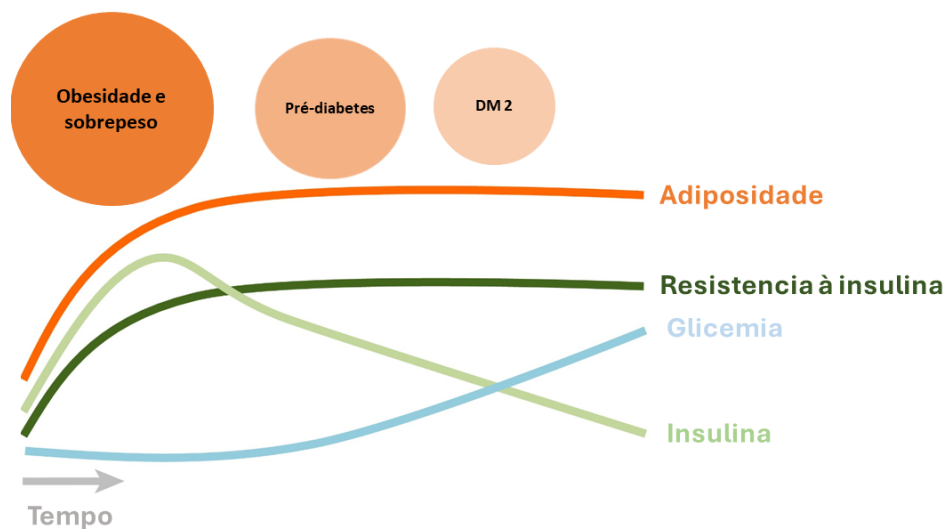 Obesidade e
sobrepeso
Pré-diabetes
DM 2
Adiposidade
Resistencia à insulina
Glicemia
Insulina
Tempo